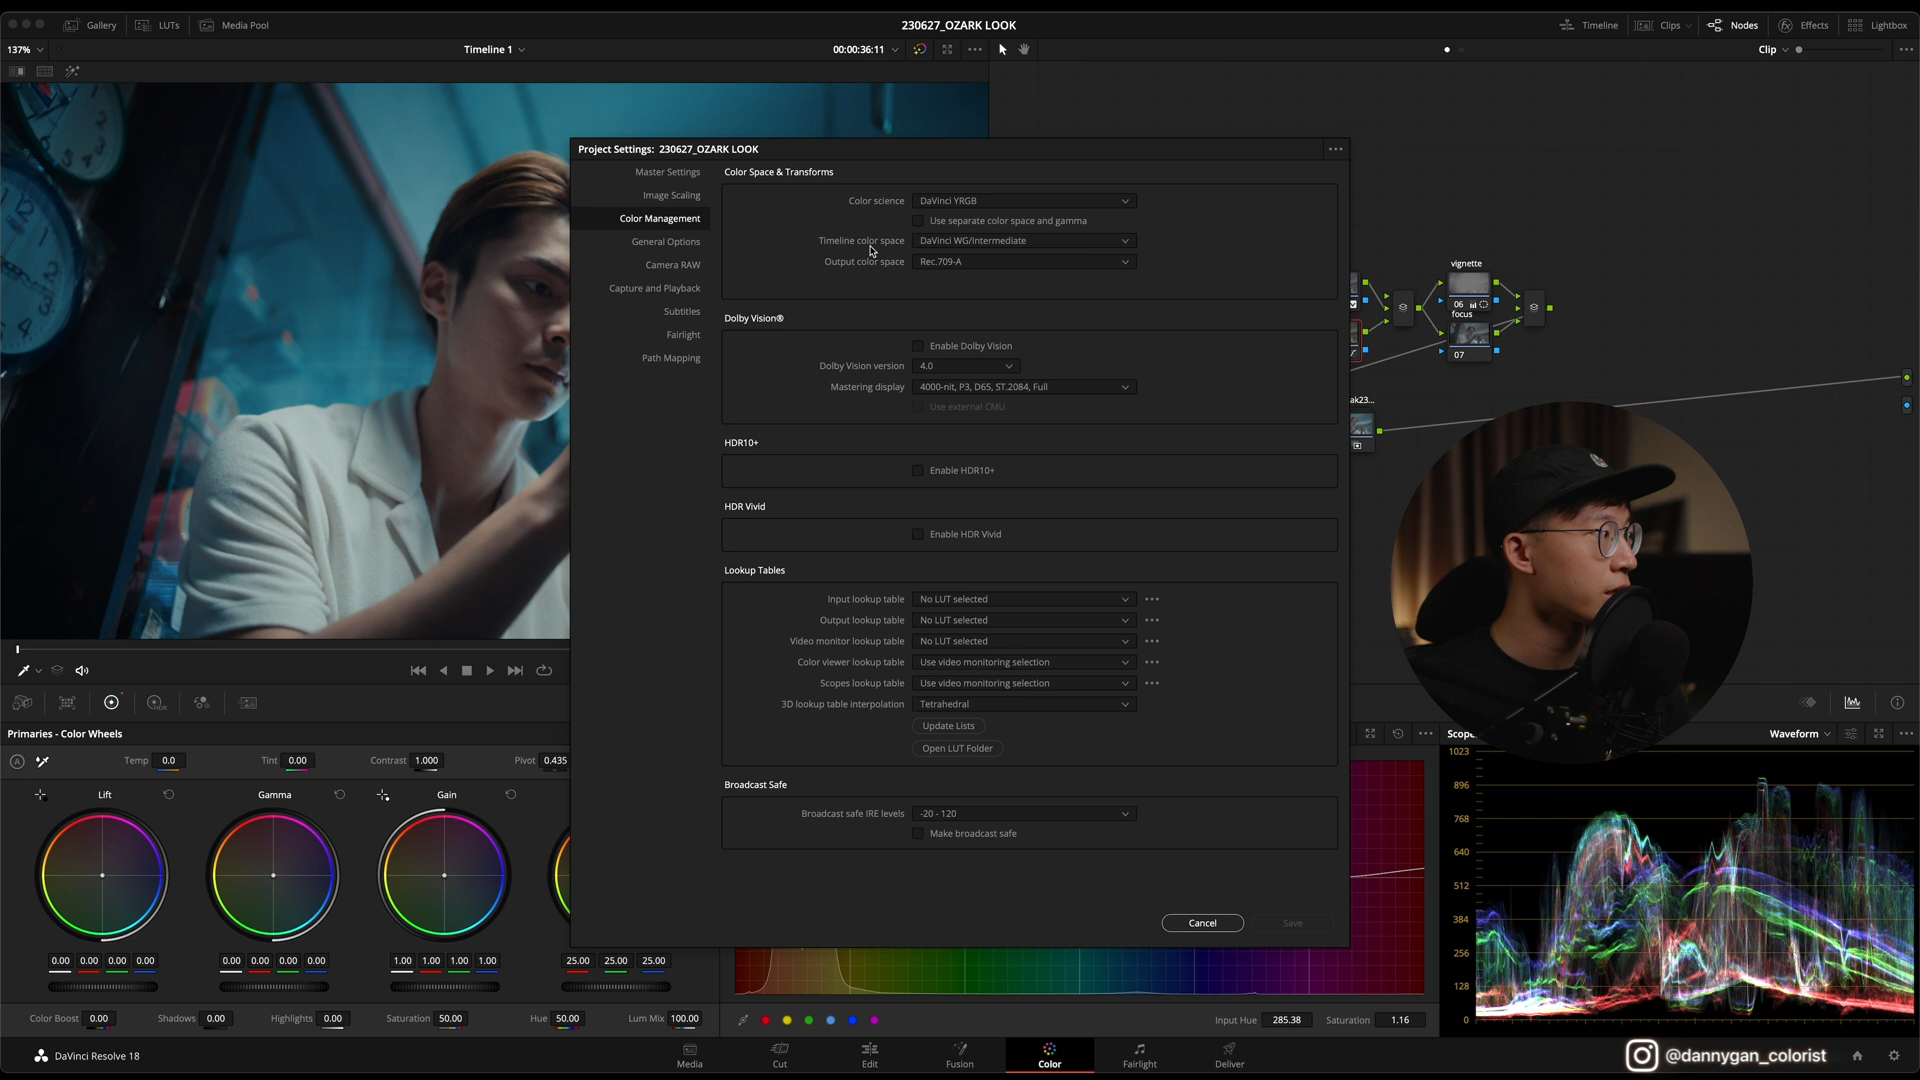 Gallery
LUTs
Media Pool
230627_OZARK LOOK
Timeline
Clips
Nodes
Effects
Lightbox
137%
Timeline 1
00:00:36:11
Clip
Project Settings: 230627_OZARK LOOK
Master Settings
Image Scaling
Color Management
General Options
Camera RAW
Capture and Playback
Subtitles
Fairlight
Path Mapping
Color Space & Transforms
Color science DaVinci YRGB
Use separate color space and gamma
Timeline color space DaVinci WG/Intermediate
Output color space Rec.709-A
Dolby Vision®
Enable Dolby Vision
Dolby Vision version 4.0
Mastering display 4000-nit, P3, D65, ST.2084, Full
Use external CMU
HDR10+
Enable HDR10+
HDR Vivid
Enable HDR Vivid
Lookup Tables
Input lookup table No LUT selected
Output lookup table No LUT selected
Video monitor lookup table No LUT selected
Color viewer lookup table Use video monitoring selection
Scopes lookup table Use video monitoring selection
3D lookup table interpolation Tetrahedral
Update Lists
Open LUT Folder
Broadcast Safe
Broadcast safe IRE levels -20 - 120
Make broadcast safe
Cancel
Save
vignette
06
focus
07
ak23...
Primaries - Color Wheels
Temp 0.0
Tint 0.00
Contrast 1.000
Pivot 0.435
Lift
Gamma
Gain
0.00 0.00 0.00 0.00
0.00 0.00 0.00 0.00
1.00 1.00 1.00 1.00
25.00 25.00 25.00
Color Boost 0.00
Shadows 0.00
Highlights 0.00
Saturation 50.00
Hue 50.00
Lum Mix 100.00
Input Hue 285.38
Saturation 1.16
Scope
Waveform
1023
896
768
640
512
384
256
128
0
DaVinci Resolve 18
Media
Cut
Edit
Fusion
Color
Fairlight
Deliver
@dannygan_colorist